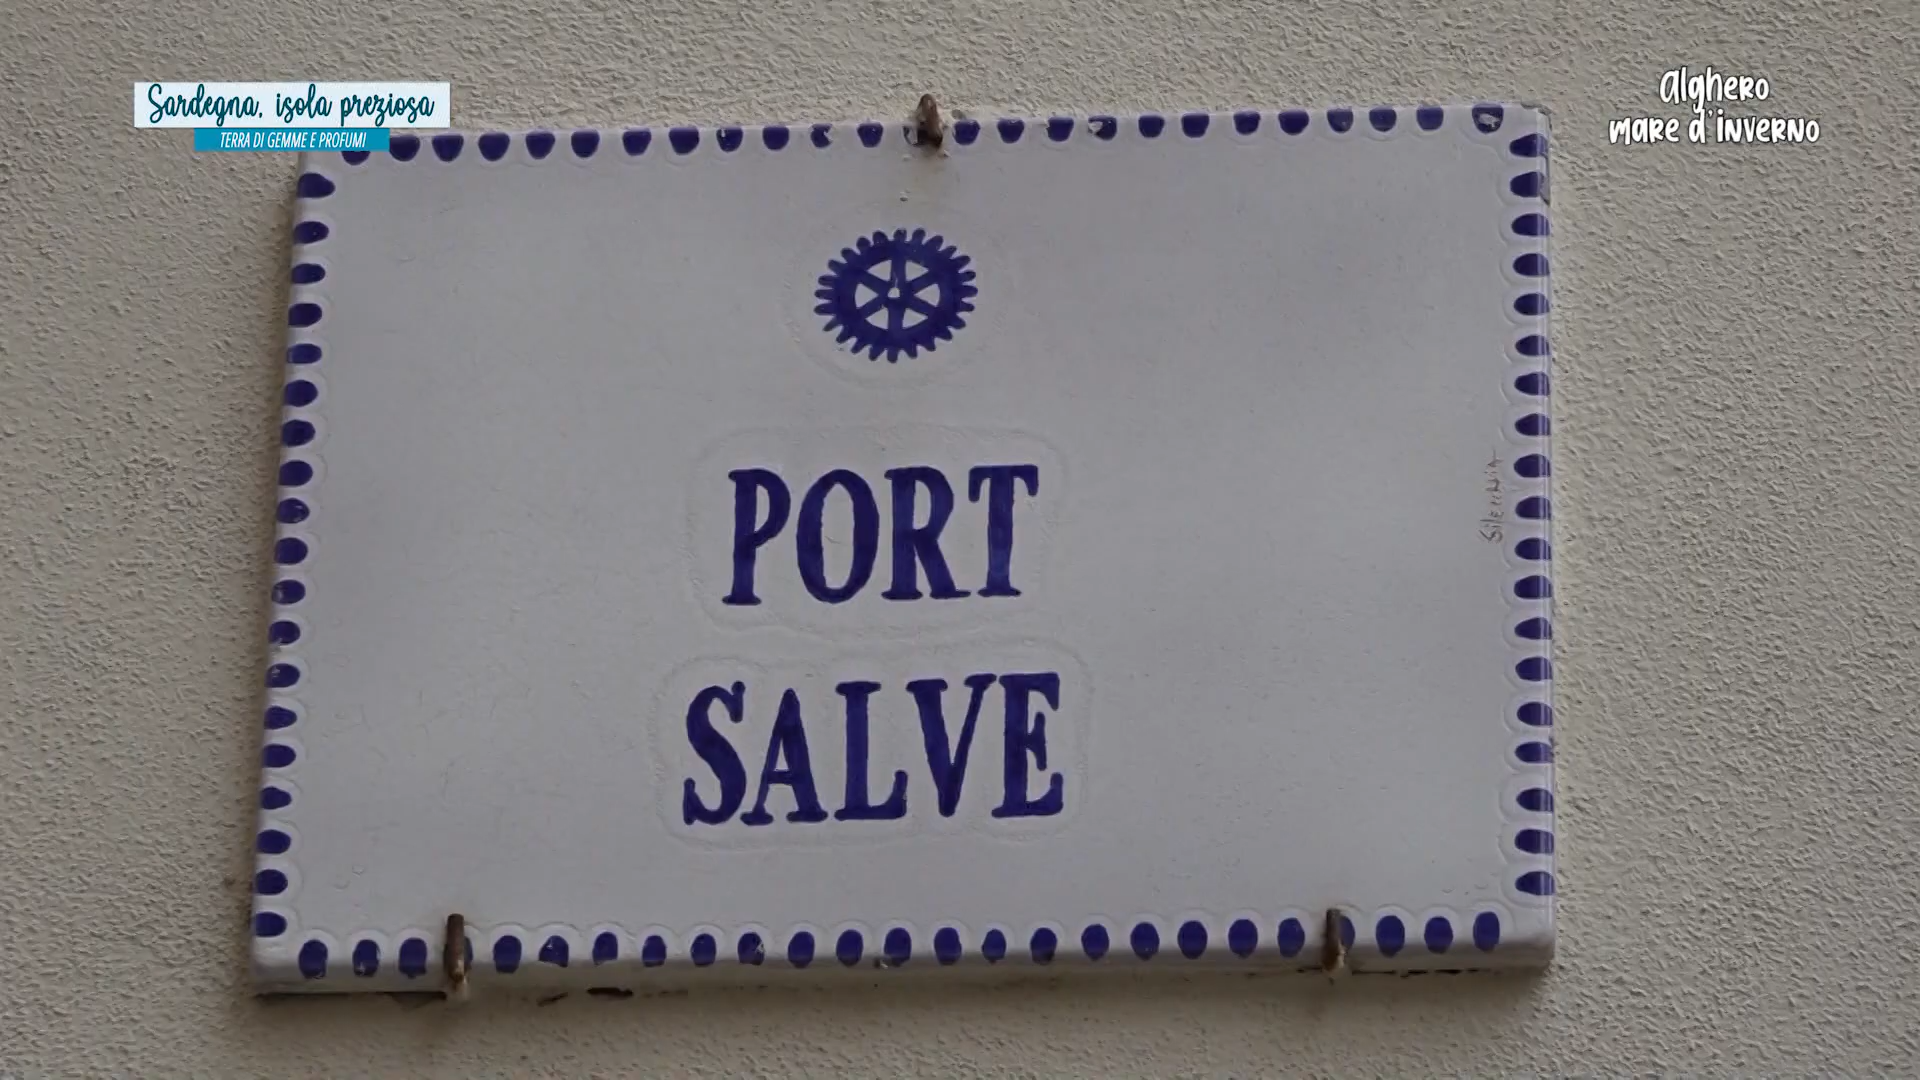 Sardegna, isola preziosa
TERRA DI GEMME E PROFUMI
Alghero
mare d'inverno
PORT
SALVE